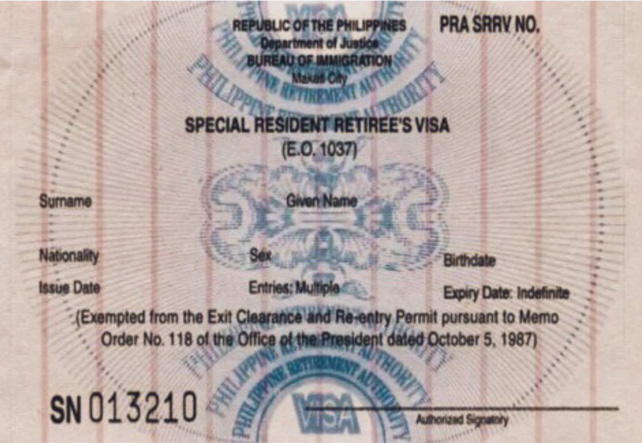 REPUBLIC OF THE PHILIPPINES PRA SRRV NO.
Department of Justice
BUREAU OF IMMIGRATION
Makati City
PHILIPPINE RETIREMENT AUTHORITY
SPECIAL RESIDENT RETIREE'S VISA
(E.O. 1037)
Surname Given Name
Nationality Sex Birthdate
Issue Date Entries: Multiple Expiry Date: Indefinite
(Exempted from the Exit Clearance and Re-entry Permit pursuant to Memo
Order No. 118 of the Office of the President dated October 5, 1987)
PHILIPPINE RETIREMENT AUTHORITY
PHILIPPINE RETIREMENT AUTHORITY
VISA
SN 013210
Authorized Signatory